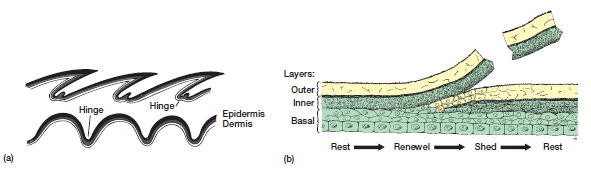 Hinge
Hinge
Epidermis
Dermis
(a)
Layers:
Outer
Inner
Basal
Rest Renewel Shed Rest
(b)